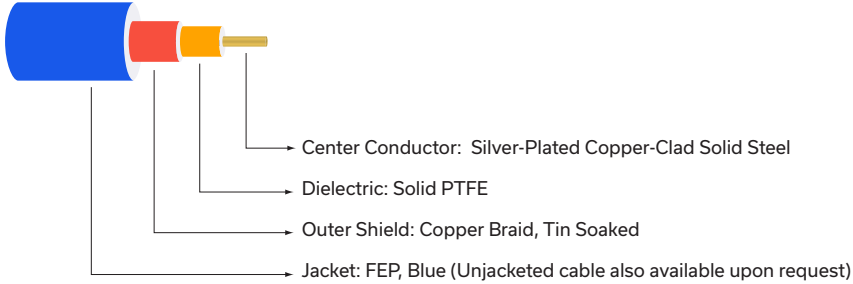 Center Conductor: Silver-Plated Copper-Clad Solid Steel
Dielectric: Solid PTFE
Outer Shield: Copper Braid, Tin Soaked
Jacket: FEP, Blue (Unjacketed cable also available upon request)